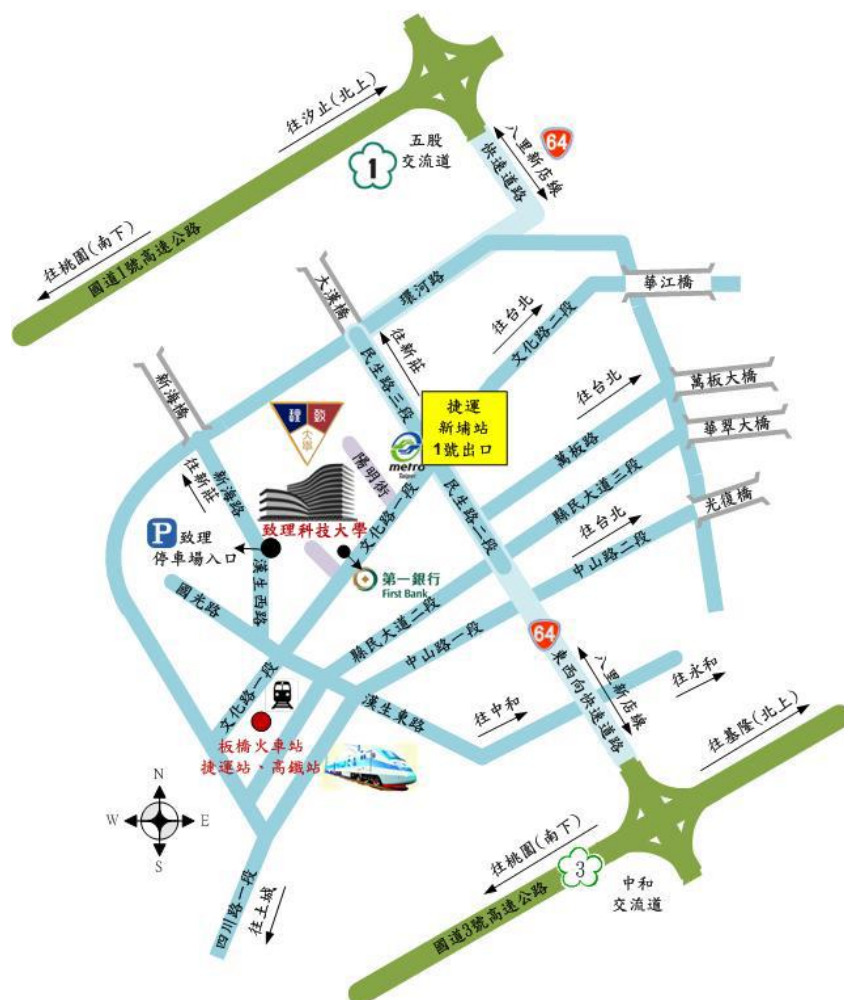 往汐止(北上)
五股
交流道
1
64
八里新店線
快速道路
往桃園(南下)
國道1號高速公路
大漢橋
環河路
華江橋
往台北
文化路二段
往新莊
民生路三段
新海橋
捷運
新埔站
1號出口
往台北
萬板大橋
致理
大學
metro
Taipei
陽明街
萬板路
華翠大橋
往新莊
新海路
民生路二段
縣民大道三段
光復橋
P 致理
停車場入口
致理科技大學
文化路一段
往台北
中山路二段
第一銀行
First Bank
漢生西路
國光路
縣民大道二段
中山路一段
64
文化路一段
漢生東路
東西向快速道路
八里新店線
往中和
往永和
板橋火車站
捷運站、高鐵站
往基隆(北上)
N
W
E
S
往桃園(南下)
3
中和
交流道
國道3號高速公路
四川路一段
往土城